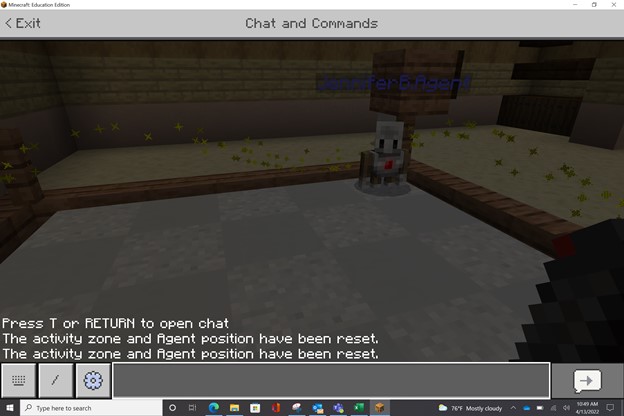 Minecraft: Education Edition
< Exit
Chat and Commands
JenniferB.Agent
Press T or RETURN to open chat
The activity zone and Agent position have been reset.
The activity zone and Agent position have been reset.
/
Type here to search
76°F Mostly cloudy
10:49 AM
4/13/2022